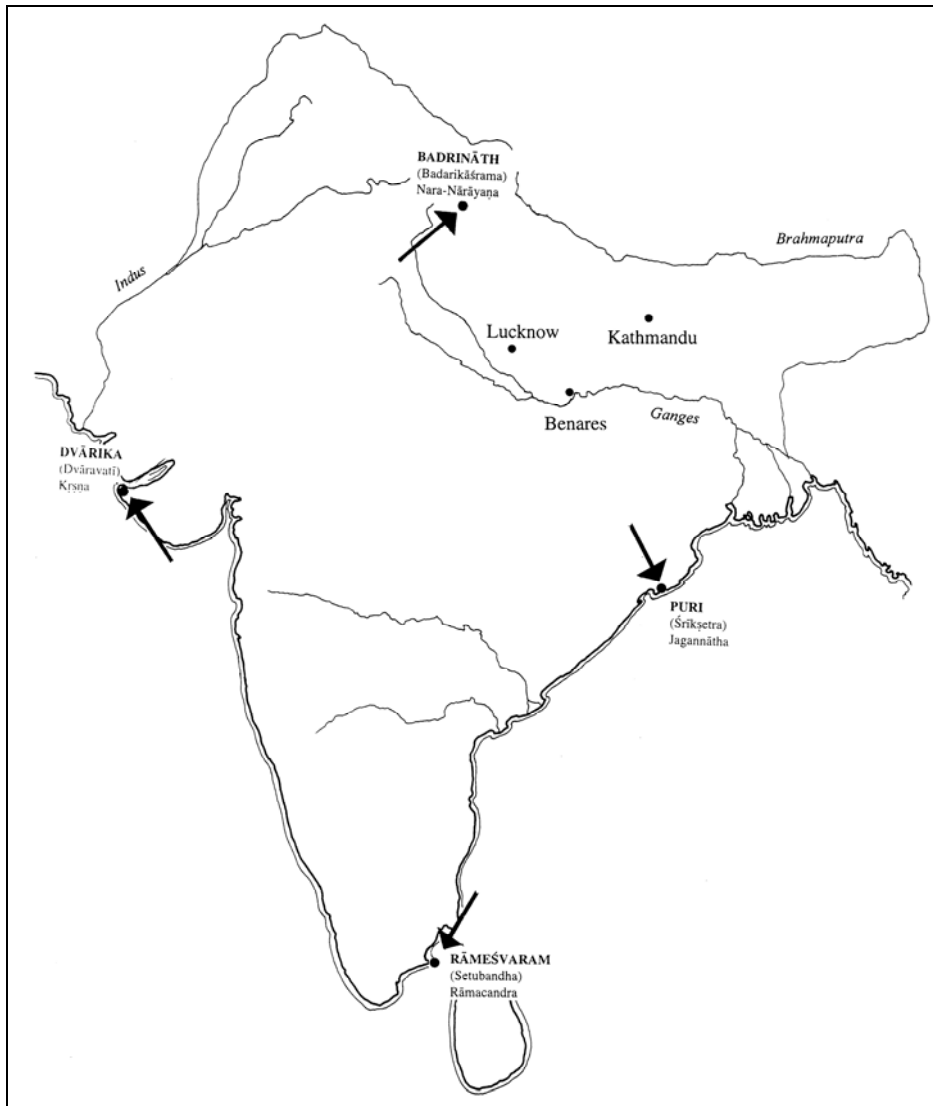 BADRINĀTH
(Badarikāśrama)
Nara-Nārāyaṇa
Brahmaputra
Indus
Lucknow
Kathmandu
Benares
Ganges
DVĀRIKA
(Dvāravatī)
Kṛṣṇa
PURI
(Śrīkṣetra)
Jagannātha
RĀMEŚVARAM
(Setubandha)
Rāmacandra